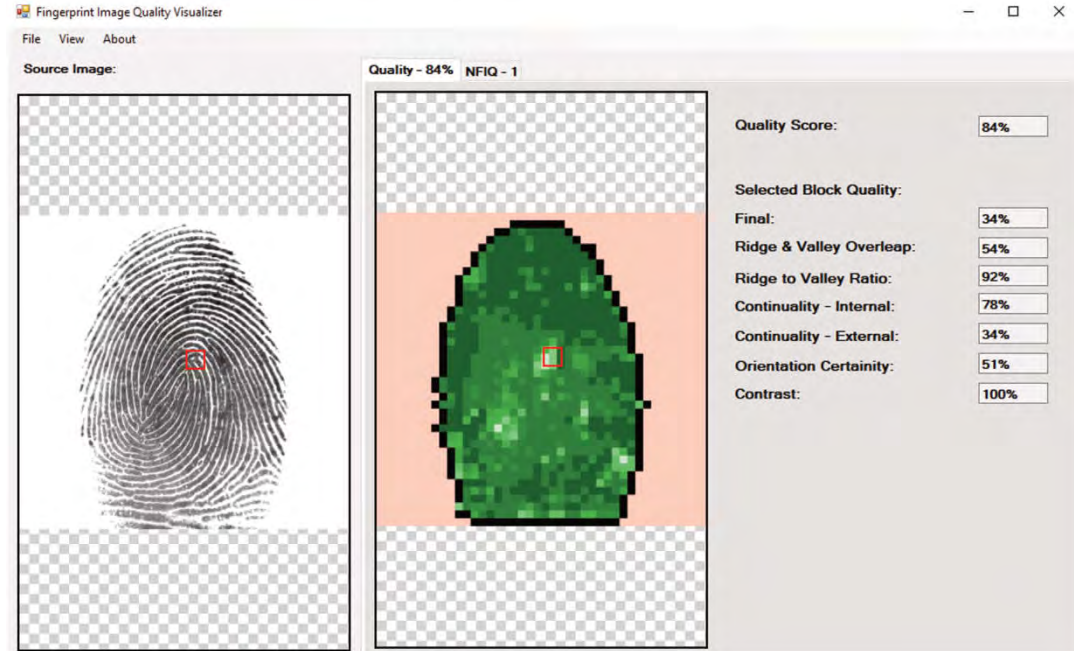 Fingerprint Image Quality Visualizer
File View About
Source Image:
Quality - 84% NFIQ - 1
Quality Score: 84%
Selected Block Quality:
Final: 34%
Ridge & Valley Overleap: 54%
Ridge to Valley Ratio: 92%
Continuality - Internal: 78%
Continuality - External: 34%
Orientation Certainity: 51%
Contrast: 100%